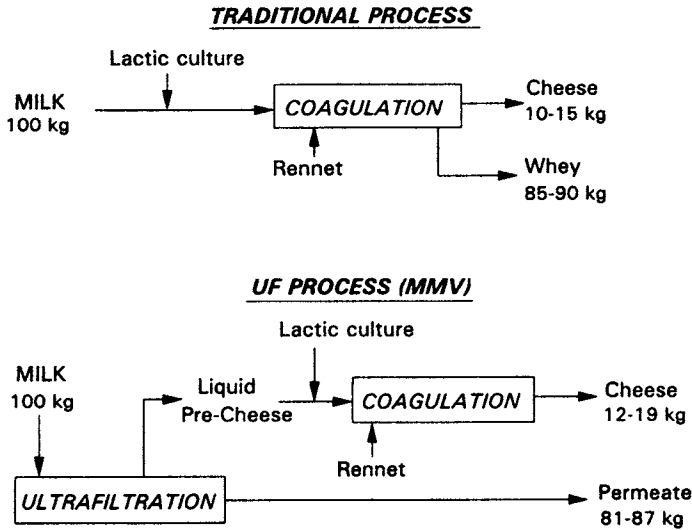 TRADITIONAL PROCESS
Lactic culture
MILK
100 kg
COAGULATION
Cheese
10-15 kg
Rennet
Whey
85-90 kg
UF PROCESS (MMV)
Lactic culture
MILK
100 kg
Liquid
Pre-Cheese
COAGULATION
Cheese
12-19 kg
Rennet
ULTRAFILTRATION
Permeate
81-87 kg